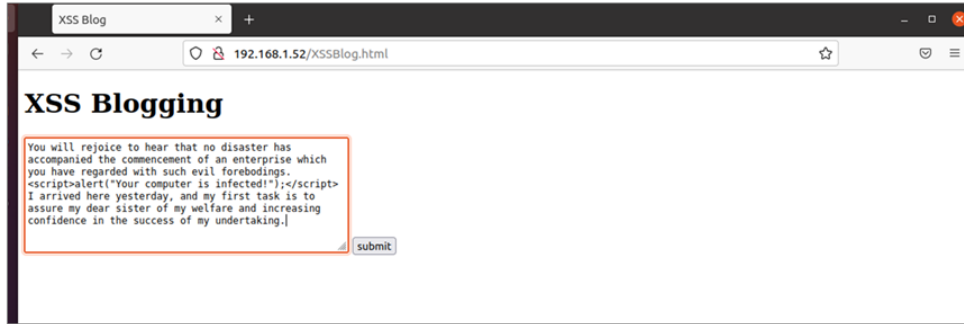 XSS Blog
192.168.1.52/XSSBlog.html
XSS Blogging
You will rejoice to hear that no disaster has
accompanied the commencement of an enterprise which
you have regarded with such evil forebodings.
<script>alert("Your computer is infected!");</script>
I arrived here yesterday, and my first task is to
assure my dear sister of my welfare and increasing
confidence in the success of my undertaking.
submit